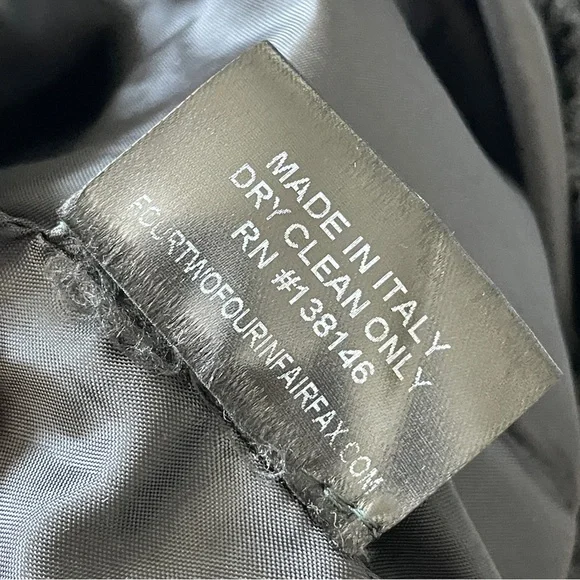 MADE IN ITALY
DRY CLEAN ONLY
RN #138146
FOURTWOFOURINFAIRFAX.COM